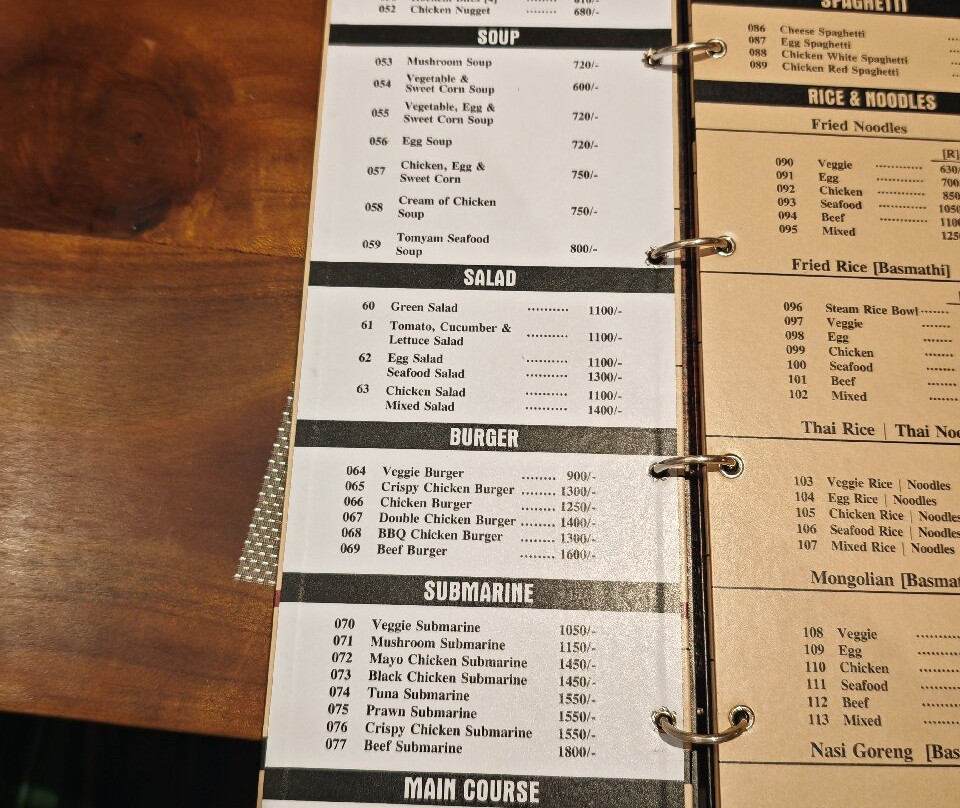 052 Chicken Nugget ........ 680/-
SOUP
053 Mushroom Soup 720/-
054 Vegetable &
Sweet Corn Soup 600/-
055 Vegetable, Egg &
Sweet Corn Soup 720/-
056 Egg Soup 720/-
057 Chicken, Egg &
Sweet Corn 750/-
058 Cream of Chicken
Soup 750/-
059 Tomyam Seafood
Soup 800/-
SALAD
60 Green Salad .......... 1100/-
61 Tomato, Cucumber &
Lettuce Salad .......... 1100/-
62 Egg Salad .......... 1100/-
Seafood Salad .......... 1300/-
63 Chicken Salad .......... 1100/-
Mixed Salad .......... 1400/-
BURGER
064 Veggie Burger ........ 900/-
065 Crispy Chicken Burger ........ 1300/-
066 Chicken Burger ........ 1250/-
067 Double Chicken Burger ........ 1400/-
068 BBQ Chicken Burger ........ 1300/-
069 Beef Burger ........ 1600/-
SUBMARINE
070 Veggie Submarine 1050/-
071 Mushroom Submarine 1150/-
072 Mayo Chicken Submarine 1450/-
073 Black Chicken Submarine 1450/-
074 Tuna Submarine 1550/-
075 Prawn Submarine 1550/-
076 Crispy Chicken Submarine 1550/-
077 Beef Submarine 1800/-
MAIN COURSE
SPAGHETTI
086 Cheese Spaghetti
087 Egg Spaghetti
088 Chicken White Spaghetti
089 Chicken Red Spaghetti
RICE & NOODLES
Fried Noodles
[R]
090 Veggie ............ 630/
091 Egg ............ 700
092 Chicken ............ 850
093 Seafood ............ 1050
094 Beef ............ 1100
095 Mixed 125
Fried Rice [Basmathi]
096 Steam Rice Bowl .......
097 Veggie .......
098 Egg .......
099 Chicken .......
100 Seafood .......
101 Beef .......
102 Mixed .......
Thai Rice | Thai Noo
103 Veggie Rice | Noodles
104 Egg Rice | Noodles
105 Chicken Rice | Noodles
106 Seafood Rice | Noodles
107 Mixed Rice | Noodles
Mongolian [Basmat
108 Veggie ..........
109 Egg ..........
110 Chicken ..........
111 Seafood ..........
112 Beef ..........
113 Mixed ..........
Nasi Goreng [Bas